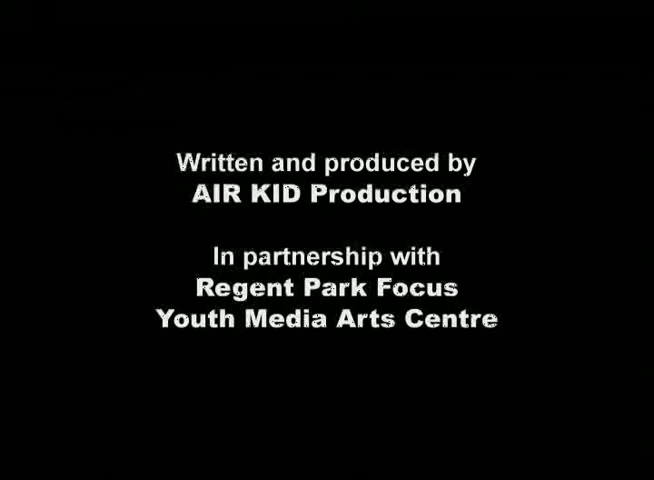 Written and produced by
AIR KID Production
In partnership with
Regent Park Focus
Youth Media Arts Centre